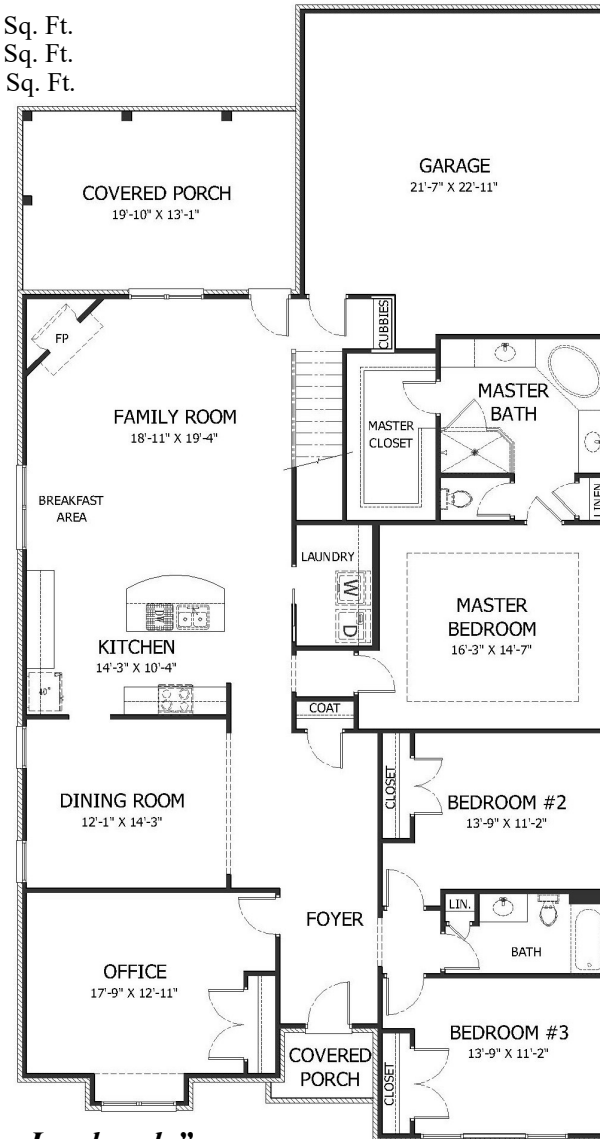 Sq. Ft.
Sq. Ft.
Sq. Ft.
GARAGE
21'-7" X 22'-11"
COVERED PORCH
19'-10" X 13'-1"
CUBBIES
FP
MASTER
BATH
FAMILY ROOM
18'-11" X 19'-4"
MASTER
CLOSET
LINEN
BREAKFAST
AREA
LAUNDRY
W
D
DW
MASTER
BEDROOM
16'-3" X 14'-7"
KITCHEN
14'-3" X 10'-4"
40"
COAT
CLOSET
DINING ROOM
12'-1" X 14'-3"
BEDROOM #2
13'-9" X 11'-2"
LIN.
FOYER
BATH
OFFICE
17'-9" X 12'-11"
BEDROOM #3
13'-9" X 11'-2"
COVERED
PORCH
CLOSET